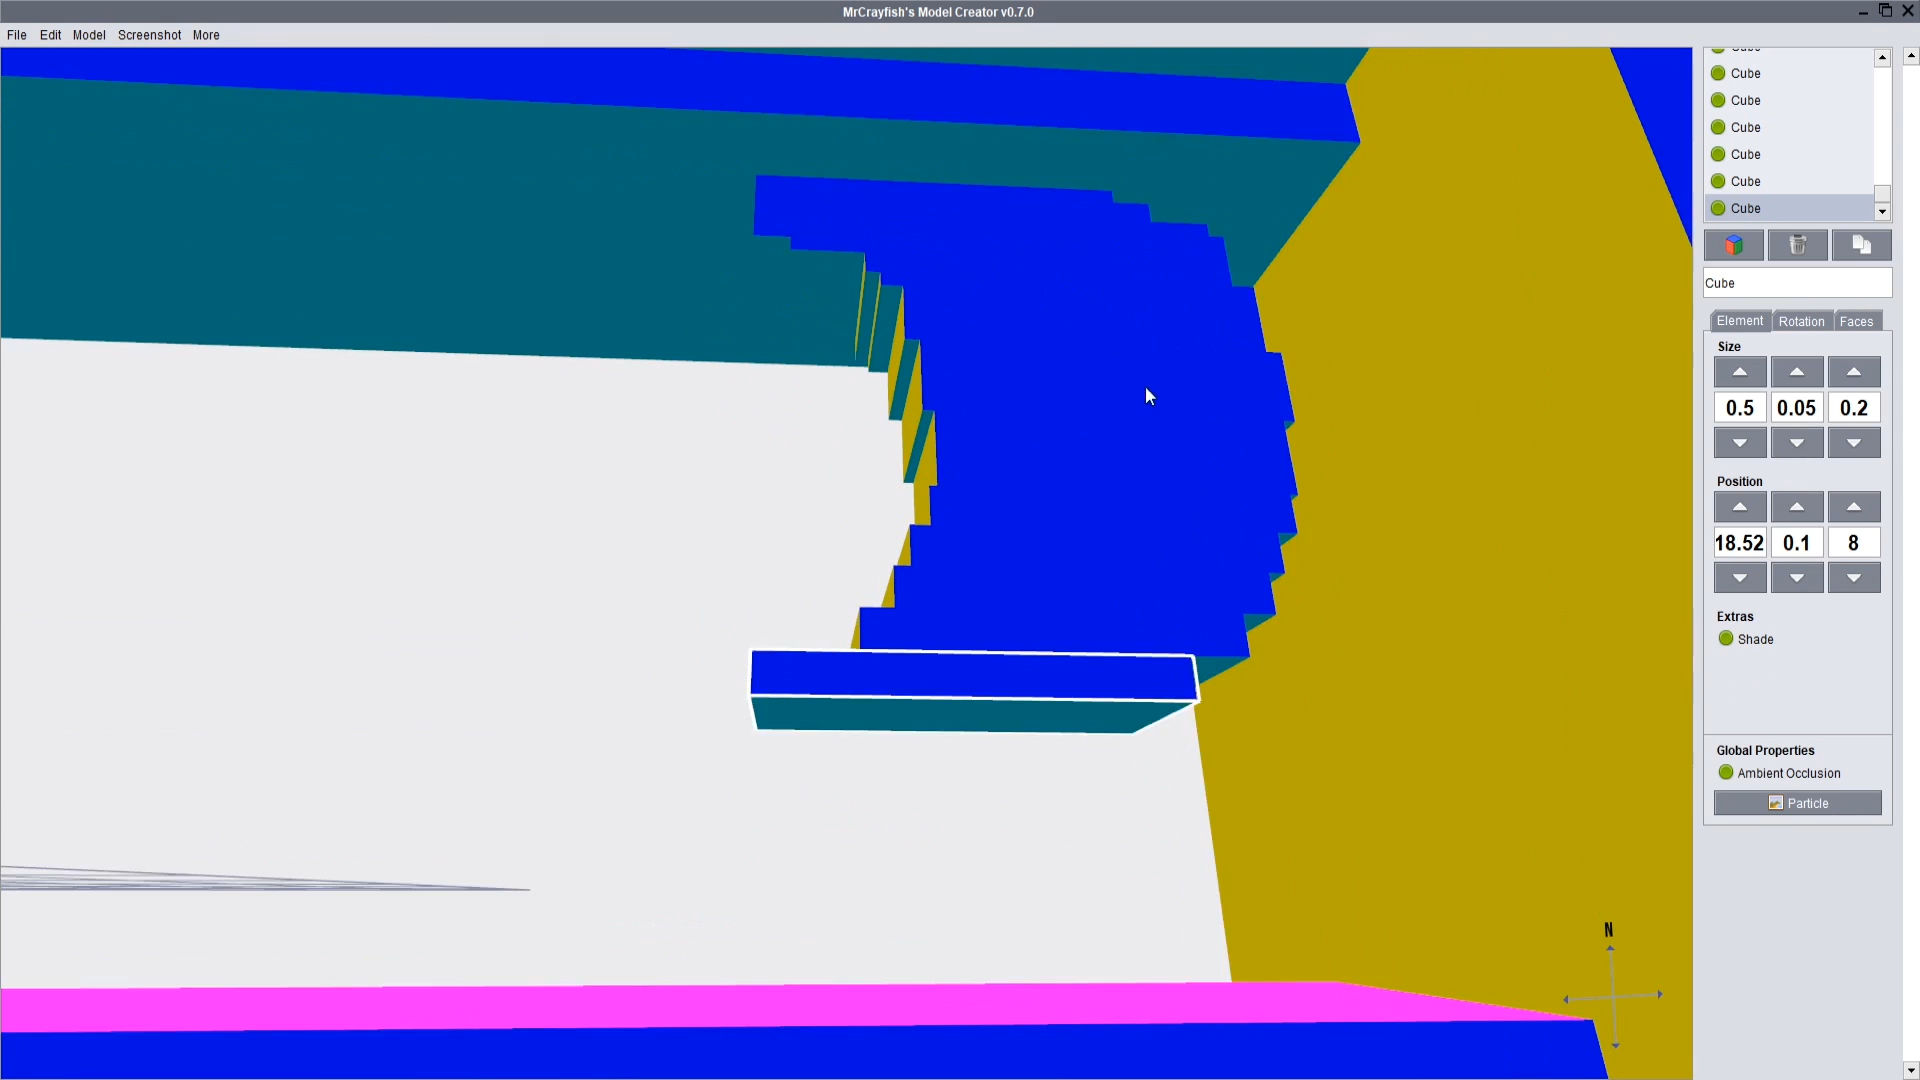 MrCrayfish's Model Creator v0.7.0
File Edit Model Screenshot More
Cube
Cube
Cube
Cube
Cube
Cube
Cube
Cube
Element Rotation Faces
Size
0.5 0.05 0.2
Position
18.52 0.1 8
Extras
Shade
Global Properties
Ambient Occlusion
Particle
N